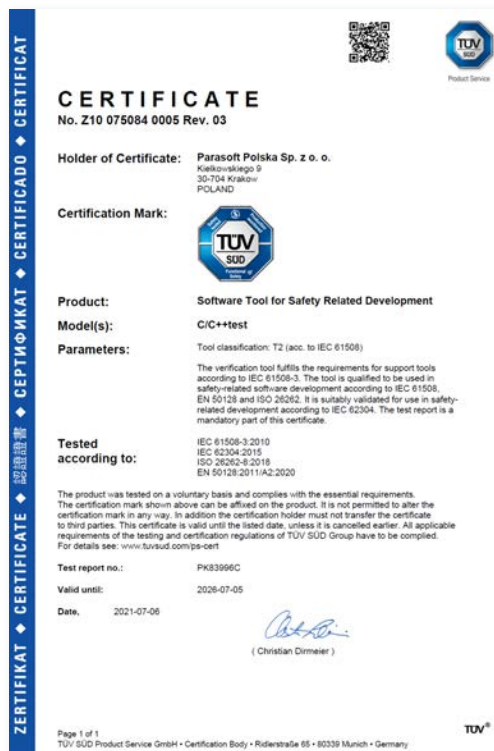 ZERTIFIKAT ◆ CERTIFICATE ◆ 認證證書 ◆ СЕРТИФИКАТ ◆ CERTIFICADO ◆ CERTIFICAT
TÜV
SÜD
Product Service
CERTIFICATE
No. Z10 075084 0005 Rev. 03
Holder of Certificate: Parasoft Polska Sp. z o. o.
Kielkowskiego 9
30-704 Krakow
POLAND
Certification Mark:
TÜV
SÜD
Functional
Safety
Product: Software Tool for Safety Related Development
Model(s): C/C++test
Parameters: Tool classification: T2 (acc. to IEC 61508)
The verification tool fulfills the requirements for support tools
according to IEC 61508-3. The tool is qualified to be used in
safety-related software development according to IEC 61508,
EN 50128 and ISO 26262. It is suitably validated for use in safety-
related development according to IEC 62304. The test report is a
mandatory part of this certificate.
Tested
according to:
IEC 61508-3:2010
IEC 62304:2015
ISO 26262-8:2018
EN 50128:2011/A2:2020
The product was tested on a voluntary basis and complies with the essential requirements.
The certification mark shown above can be affixed on the product. It is not permitted to alter the
certification mark in any way. In addition the certification holder must not transfer the certificate
to third parties. This certificate is valid until the listed date, unless it is cancelled earlier. All applicable
requirements of the testing and certification regulations of TÜV SÜD Group have to be complied.
For details see: www.tuvsud.com/ps-cert
Test report no.: PK83996C
Valid until: 2026-07-05
Date, 2021-07-06
( Christian Dirmeier )
Page 1 of 1
TÜV SÜD Product Service GmbH • Certification Body • Ridlerstraße 65 • 80339 Munich • Germany
TÜV®